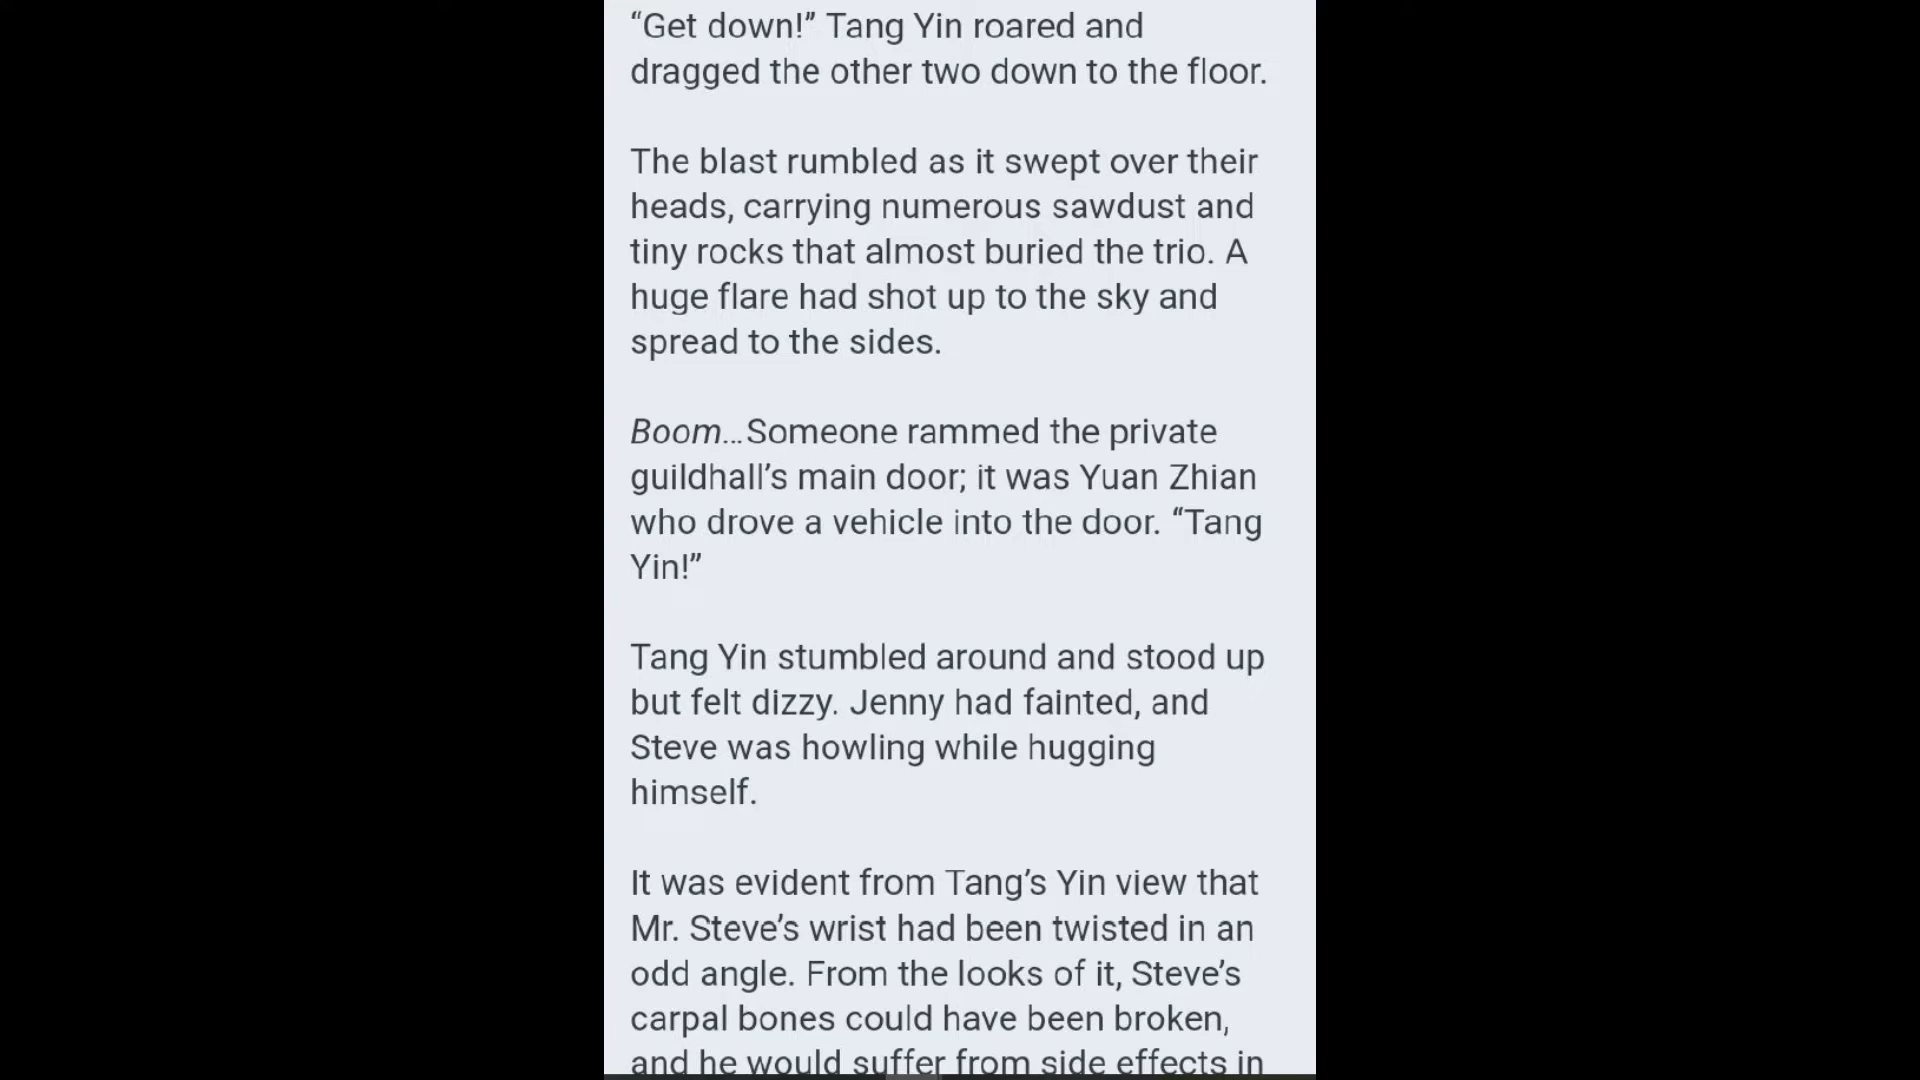 “Get down!” Tang Yin roared and
dragged the other two down to the floor.
The blast rumbled as it swept over their
heads, carrying numerous sawdust and
tiny rocks that almost buried the trio. A
huge flare had shot up to the sky and
spread to the sides.
Boom…Someone rammed the private
guildhall’s main door; it was Yuan Zhian
who drove a vehicle into the door. “Tang
Yin!”
Tang Yin stumbled around and stood up
but felt dizzy. Jenny had fainted, and
Steve was howling while hugging
himself.
It was evident from Tang’s Yin view that
Mr. Steve’s wrist had been twisted in an
odd angle. From the looks of it, Steve’s
carpal bones could have been broken,
and he would suffer from side effects in